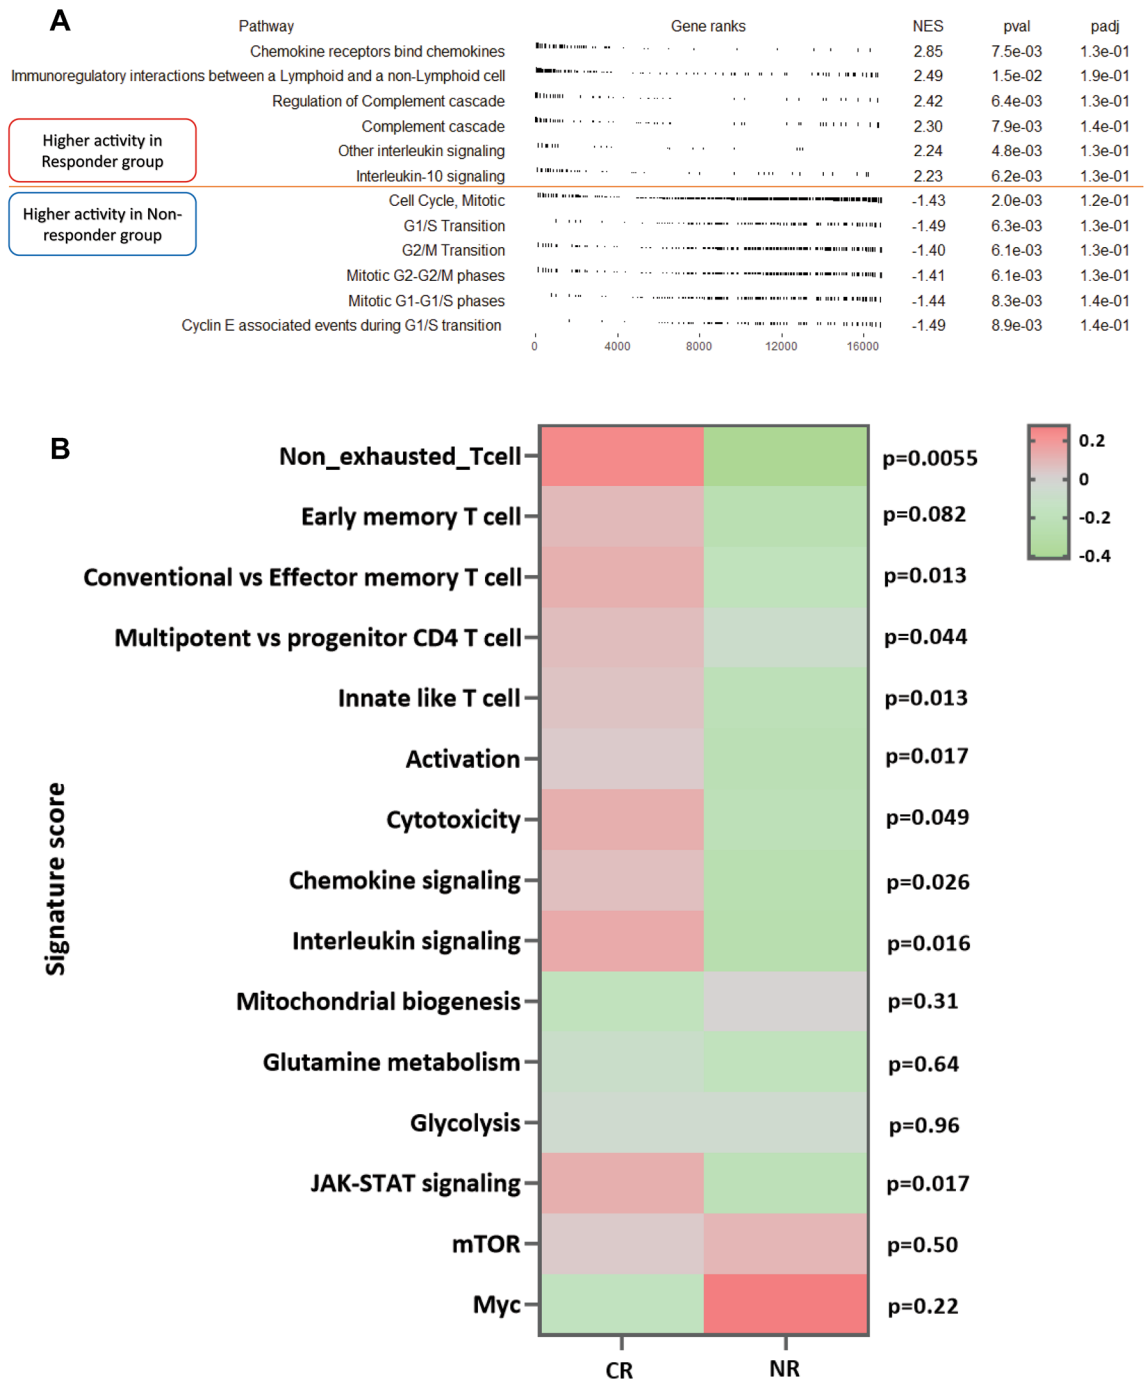 A
Pathway Gene ranks NES pval padj
Chemokine receptors bind chemokines 2.85 7.5e-03 1.3e-01
Immunoregulatory interactions between a Lymphoid and a non-Lymphoid cell 2.49 1.5e-02 1.9e-01
Regulation of Complement cascade 2.42 6.4e-03 1.3e-01
Complement cascade 2.30 7.9e-03 1.4e-01
Other interleukin signaling 2.24 4.8e-03 1.3e-01
Interleukin-10 signaling 2.23 6.2e-03 1.3e-01
Higher activity in
Responder group
Higher activity in Non-
responder group
Cell Cycle, Mitotic -1.43 2.0e-03 1.2e-01
G1/S Transition -1.49 6.3e-03 1.3e-01
G2/M Transition -1.40 6.1e-03 1.3e-01
Mitotic G2-G2/M phases -1.41 6.1e-03 1.3e-01
Mitotic G1-G1/S phases -1.44 8.3e-03 1.4e-01
Cyclin E associated events during G1/S transition -1.49 8.9e-03 1.4e-01
0 4000 8000 12000 16000
B
Signature score
Non_exhausted_Tcell p=0.0055
Early memory T cell p=0.082
Conventional vs Effector memory T cell p=0.013
Multipotent vs progenitor CD4 T cell p=0.044
Innate like T cell p=0.013
Activation p=0.017
Cytotoxicity p=0.049
Chemokine signaling p=0.026
Interleukin signaling p=0.016
Mitochondrial biogenesis p=0.31
Glutamine metabolism p=0.64
Glycolysis p=0.96
JAK-STAT signaling p=0.017
mTOR p=0.50
Myc p=0.22
CR NR
0.2
0
-0.2
-0.4